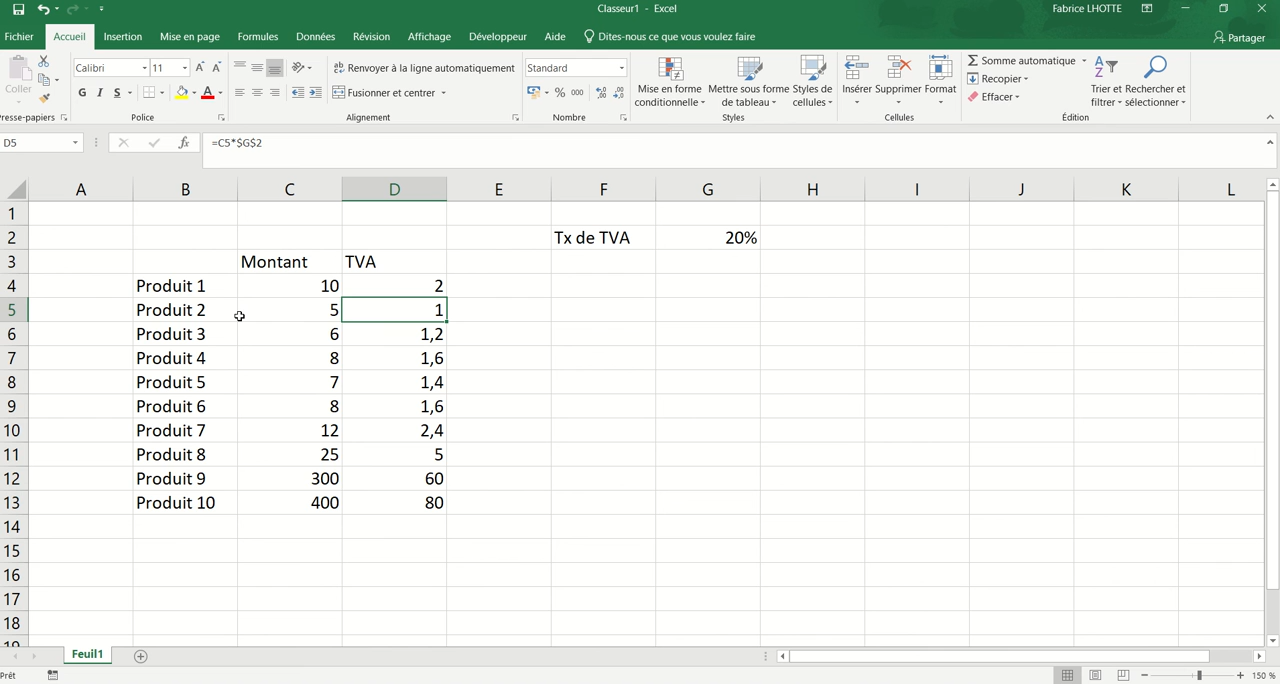 Classeur1 - Excel
Fabrice LHOTTE
Fichier Accueil Insertion Mise en page Formules Données Révision Affichage Aide Développeur Dites-nous ce que vous voulez faire Partager
Coller
Calibri 11
G I S A
Renvoyer à la ligne automatiquement
Fusionner et centrer
Standard
% 000
Mise en forme conditionnelle
Mettre sous forme de tableau
Styles de cellules
Insérer Supprimer Format
Somme automatique
Recopier
Effacer
Trier et filtrer
Rechercher et sélectionner
Presse-papiers Police Alignement Nombre Styles Cellules Édition
D5 fx =C5*$G$2
A B C D E F G H I J K L
1
2 Tx de TVA 20%
3 Montant TVA
4 Produit 1 10 2
5 Produit 2 5 1
6 Produit 3 6 1,2
7 Produit 4 8 1,6
8 Produit 5 7 1,4
9 Produit 6 8 1,6
10 Produit 7 12 2,4
11 Produit 8 25 5
12 Produit 9 300 60
13 Produit 10 400 80
14
15
16
17
18
19
Feuil1
Prêt
150 %